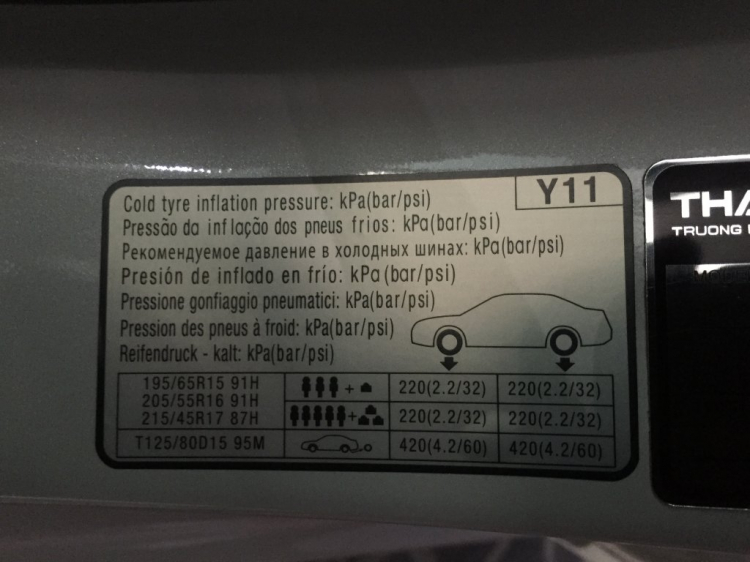 Y11
Cold tyre inflation pressure: kPa(bar/psi)
Pressão da inflação dos pneus frios: kPa(bar/psi)
Рекомендуемое давление в холодных шинах: kPa(bar/psi)
Presión de inflado en frío: kPa(bar/psi)
Pressione gonfiaggio pneumatici: kPa(bar/psi)
Pression des pneus à froid: kPa(bar/psi)
Reifendruck - kalt: kPa(bar/psi)
195/65R15 91H
205/55R16 91H
215/45R17 87H
+ 220(2.2/32) 220(2.2/32)
+ 220(2.2/32) 220(2.2/32)
T125/80D15 95M 420(4.2/60) 420(4.2/60)
THA
TRUONG